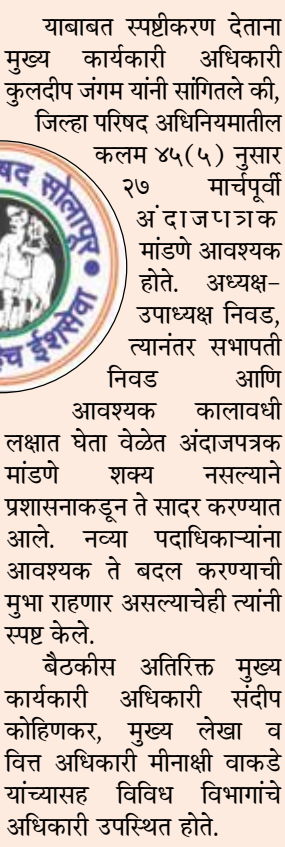 याबाबत स्पष्टीकरण देताना
मुख्य कार्यकारी अधिकारी
कुलदीप जंगम यांनी सांगितले की,
जिल्हा परिषद अधिनियमातील
कलम ४५(५) नुसार
२७ मार्चपूर्वी
अंदाजपत्रक
मांडणे आवश्यक
होते. अध्यक्ष-
उपाध्यक्ष निवड,
त्यानंतर सभापती
निवड आणि
आवश्यक कालावधी
लक्षात घेता वेळेत अंदाजपत्रक
मांडणे शक्य नसल्याने
प्रशासनाकडून ते सादर करण्यात
आले. नव्या पदाधिकाऱ्यांना
आवश्यक ते बदल करण्याची
मुभा राहणार असल्याचेही त्यांनी
स्पष्ट केले.
बैठकीस अतिरिक्त मुख्य
कार्यकारी अधिकारी संदीप
कोहिणकर, मुख्य लेखा व
वित्त अधिकारी मीनाक्षी वाकडे
यांच्यासह विविध विभागांचे
अधिकारी उपस्थित होते.
सोलापूर
ईशसेवा